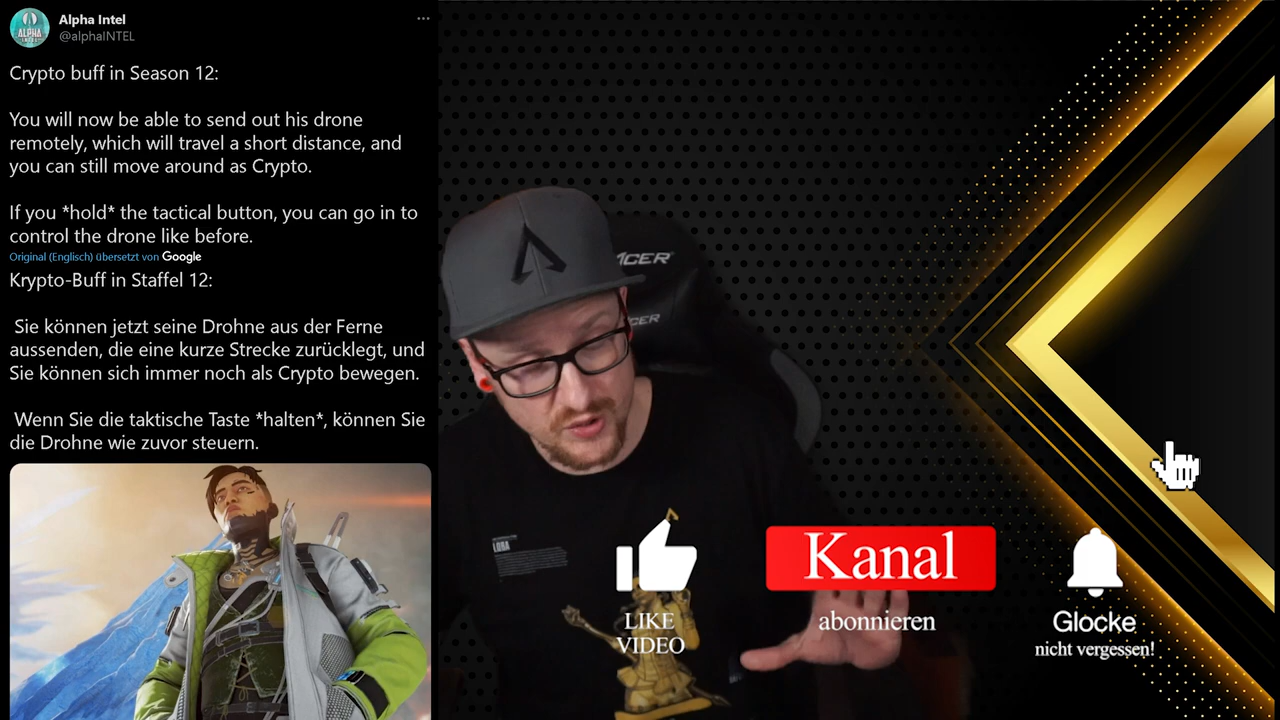 Alpha Intel
@alphaINTEL
Crypto buff in Season 12:
You will now be able to send out his drone
remotely, which will travel a short distance, and
you can still move around as Crypto.
If you *hold* the tactical button, you can go in to
control the drone like before.
Original (Englisch) übersetzt von Google
Krypto-Buff in Staffel 12:
Sie können jetzt seine Drohne aus der Ferne
aussenden, die eine kurze Strecke zurücklegt, und
Sie können sich immer noch als Crypto bewegen.
Wenn Sie die taktische Taste *halten*, können Sie
die Drohne wie zuvor steuern.
LOBA
LIKE
VIDEO
Kanal
abonnieren
Glocke
nicht vergessen!